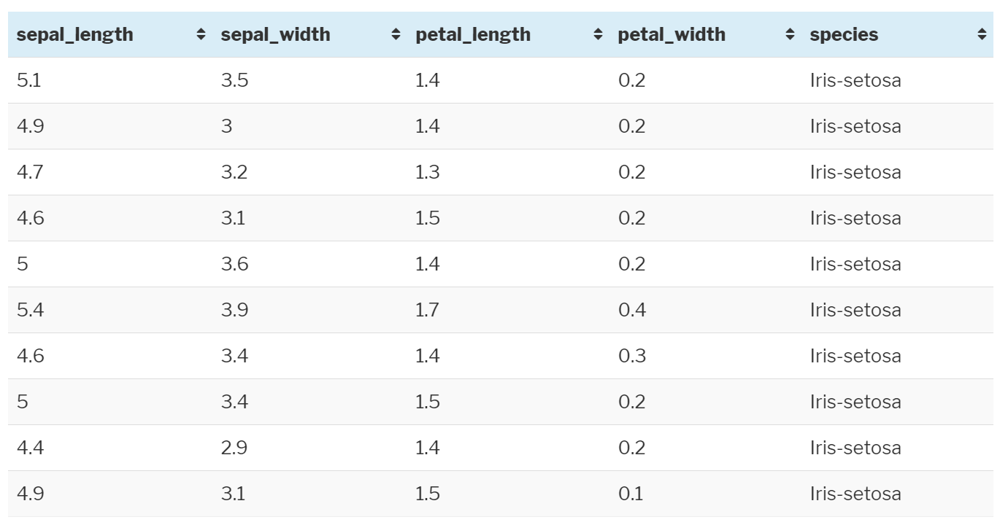 sepal_length sepal_width petal_length petal_width species
5.1 3.5 1.4 0.2 Iris-setosa
4.9 3 1.4 0.2 Iris-setosa
4.7 3.2 1.3 0.2 Iris-setosa
4.6 3.1 1.5 0.2 Iris-setosa
5 3.6 1.4 0.2 Iris-setosa
5.4 3.9 1.7 0.4 Iris-setosa
4.6 3.4 1.4 0.3 Iris-setosa
5 3.4 1.5 0.2 Iris-setosa
4.4 2.9 1.4 0.2 Iris-setosa
4.9 3.1 1.5 0.1 Iris-setosa